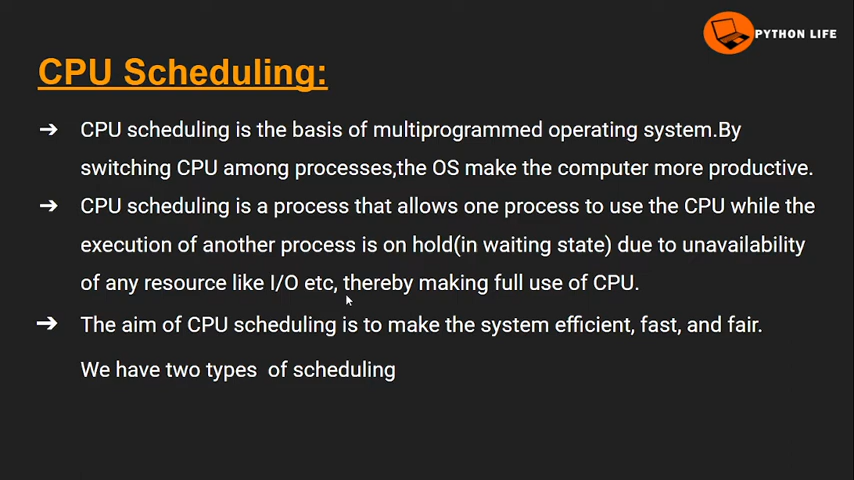 PYTHON LIFE
CPU Scheduling:
➔ CPU scheduling is the basis of multiprogrammed operating system.By
switching CPU among processes,the OS make the computer more productive.
➔ CPU scheduling is a process that allows one process to use the CPU while the
execution of another process is on hold(in waiting state) due to unavailability
of any resource like I/O etc, thereby making full use of CPU.
➔ The aim of CPU scheduling is to make the system efficient, fast, and fair.
We have two types  of scheduling